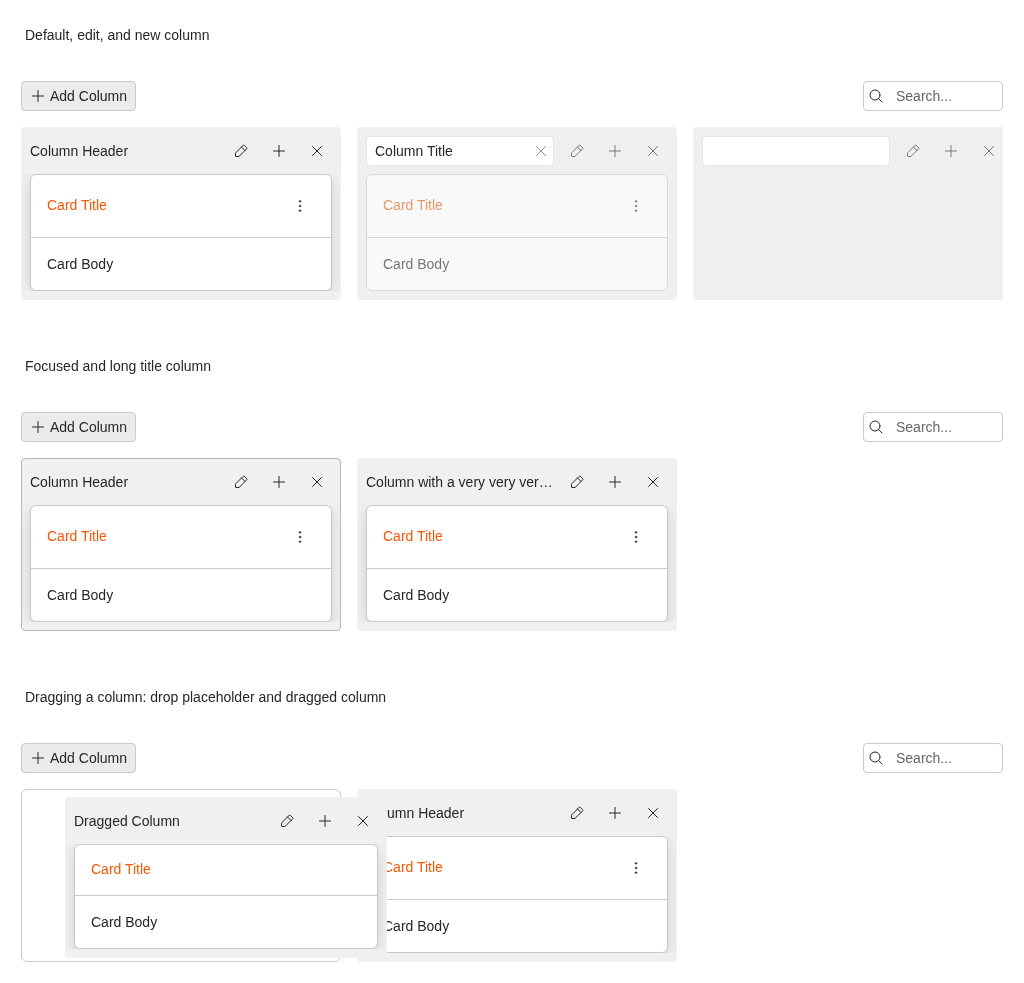 Default, edit, and new column
Add Column
Search...
Column Header
Column Title
Card Title
Card Title
Card Body
Card Body
Focused and long title column
Add Column
Search...
Column Header
Column with a very very ver...
Card Title
Card Title
Card Body
Card Body
Dragging a column: drop placeholder and dragged column
Add Column
Search...
Dragged Column
umn Header
Card Title
Card Title
Card Body
Card Body